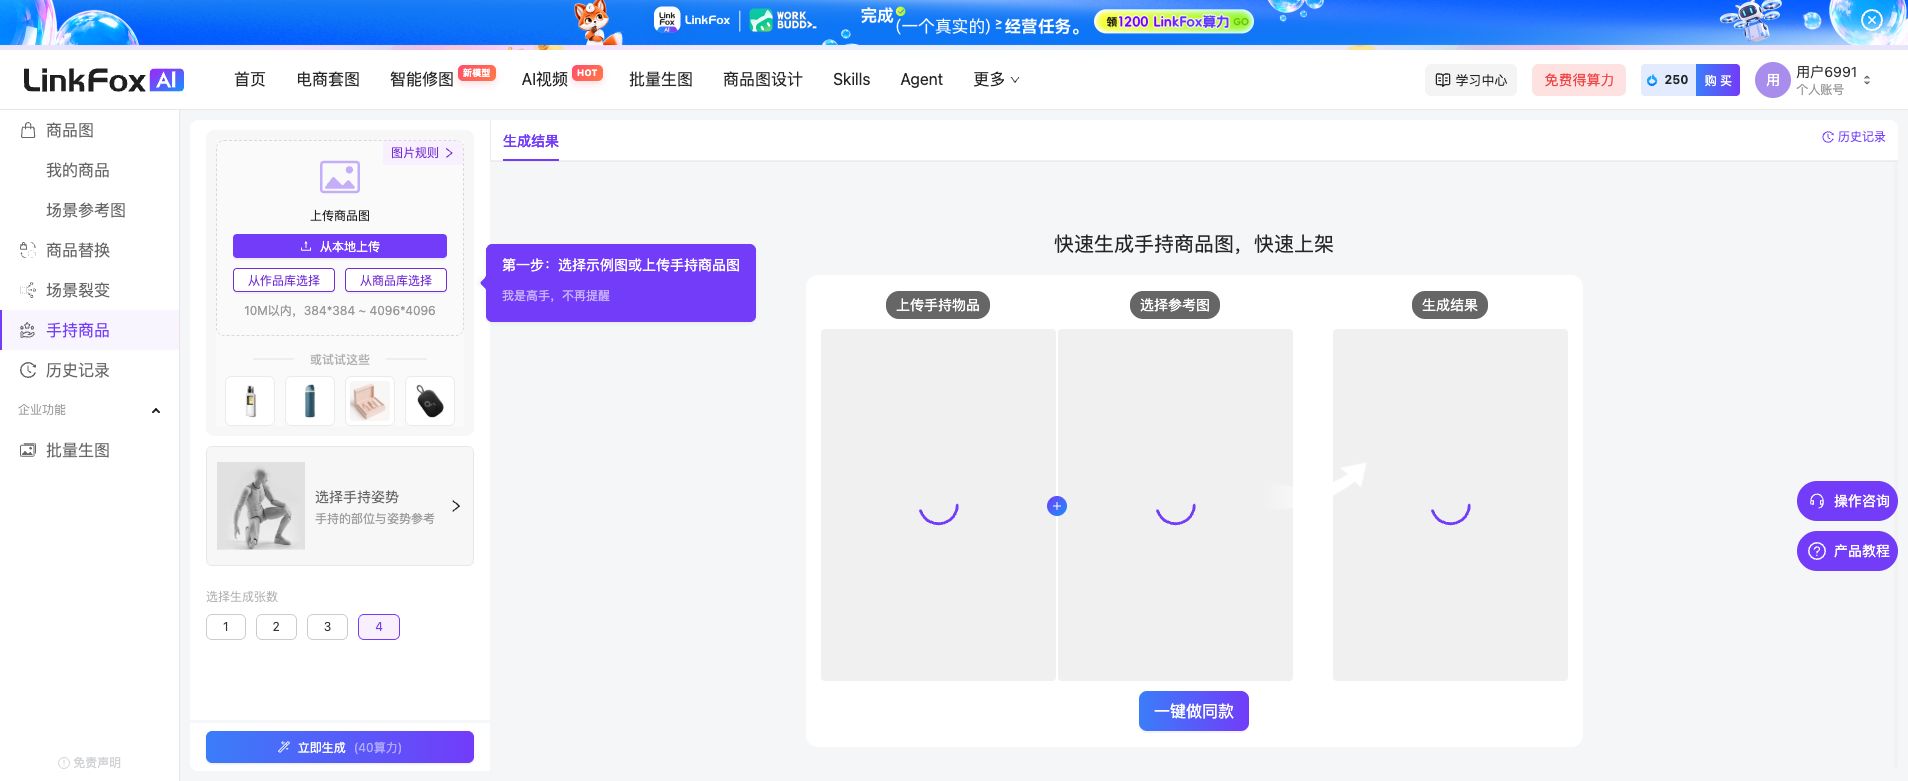 Link Fox AI LinkFox | WORK BUDDY 完成 (一个真实的) ≥ 经营任务。 领1200 LinkFox算力 GO
LinkFox AI 首页 电商套图 智能修图 新模型 AI视频 HOT 批量生图 商品图设计 Skills Agent 更多 学习中心 免费得算力 250 购买 用 用户6991
个人账号
商品图
我的商品
场景参考图
商品替换
场景裂变
手持商品
历史记录
企业功能
批量生图
免责声明
图片规则
上传商品图
从本地上传
从作品库选择 从商品库选择
10M以内，384*384 ~ 4096*4096
或试试这些
选择手持姿势
手持的部位与姿势参考
选择生成张数
1 2 3 4
立即生成 (40算力)
第一步：选择示例图或上传手持商品图
我是高手，不再提醒
生成结果 历史记录
快速生成手持商品图，快速上架
上传手持物品 选择参考图 生成结果
一键做同款
操作咨询
产品教程